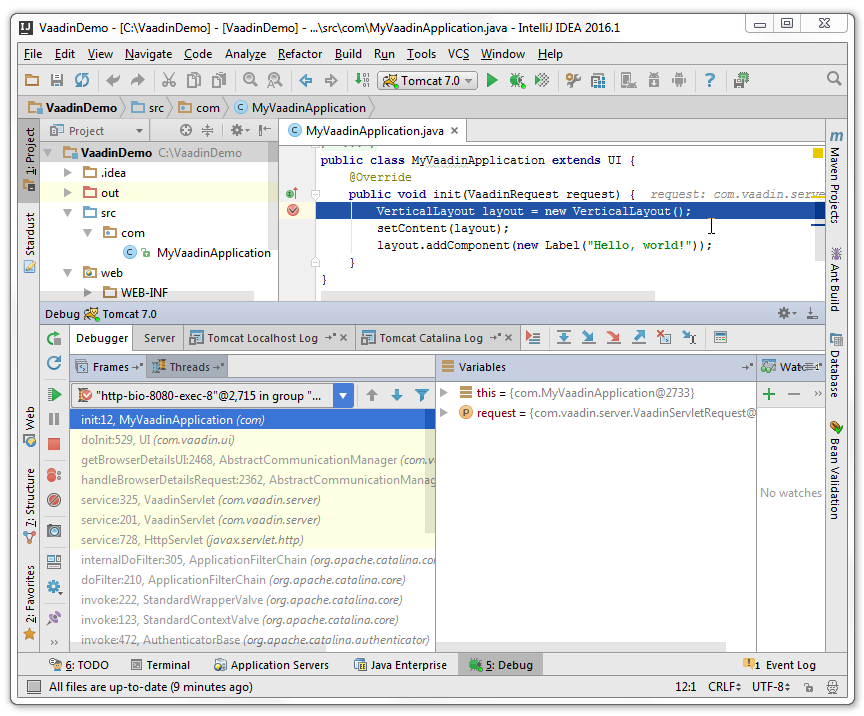 VaadinDemo - [C:\VaadinDemo] - [VaadinDemo] - ...\src\com\MyVaadinApplication.java - IntelliJ IDEA 2016.1
File Edit View Navigate Code Analyze Refactor Build Run Tools VCS Window Help
Tomcat 7.0
VaadinDemo src com MyVaadinApplication
Project
MyVaadinApplication.java
VaadinDemo C:\VaadinDemo
.idea
out
src
com
MyVaadinApplication
web
WEB-INF
public class MyVaadinApplication extends UI {
@Override
public void init(VaadinRequest request) { request: com.vaadin.serve
VerticalLayout layout = new VerticalLayout();
setContent(layout);
layout.addComponent(new Label("Hello, world!"));
}
}
1: Project
Stardust
Web
7: Structure
2: Favorites
Maven Projects
Ant Build
Database
Bean Validation
Debug Tomcat 7.0
Debugger Server Tomcat Localhost Log Tomcat Catalina Log
Frames Threads
Variables
Watc
"http-bio-8080-exec-8"@2,715 in group "...
init:12, MyVaadinApplication (com)
doInit:529, UI (com.vaadin.ui)
getBrowserDetailsUI:2468, AbstractCommunicationManager (com.v
handleBrowserDetailsRequest:2362, AbstractCommunicationManag
service:325, VaadinServlet (com.vaadin.server)
service:201, VaadinServlet (com.vaadin.server)
service:728, HttpServlet (javax.servlet.http)
internalDoFilter:305, ApplicationFilterChain (org.apache.catalina.co
doFilter:210, ApplicationFilterChain (org.apache.catalina.core)
invoke:222, StandardWrapperValve (org.apache.catalina.core)
invoke:123, StandardContextValve (org.apache.catalina.core)
invoke:472, AuthenticatorBase (org.apache.catalina.authenticator)
this = {com.MyVaadinApplication@2733}
request = {com.vaadin.server.VaadinServletRequest@
No watches
6: TODO Terminal Application Servers Java Enterprise 5: Debug 1 Event Log
All files are up-to-date (9 minutes ago) 12:1 CRLF UTF-8